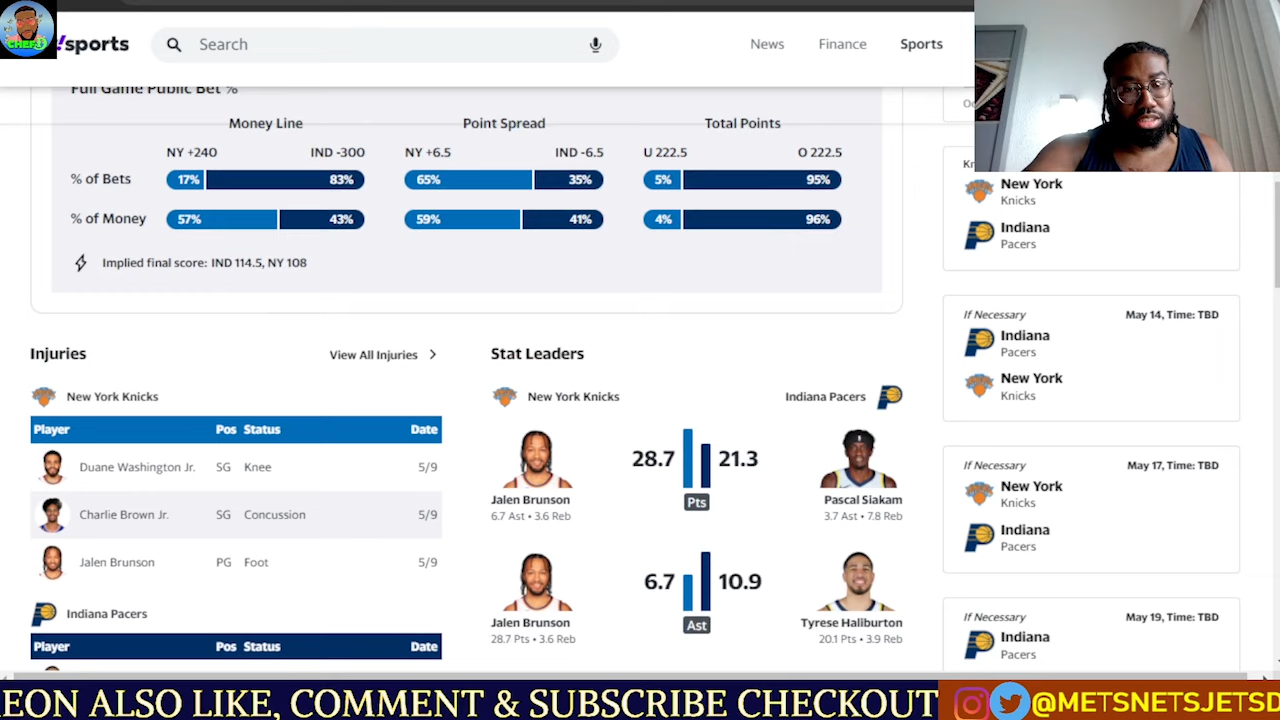 CHEF J
!sports
Search
News
Finance
Sports
Full Game Public Bet %
Money Line
Point Spread
Total Points
NY +240
IND -300
NY +6.5
IND -6.5
U 222.5
O 222.5
% of Bets
17%
83%
65%
35%
5%
95%
% of Money
57%
43%
59%
41%
4%
96%
Implied final score: IND 114.5, NY 108
Injuries
View All Injuries
New York Knicks
Player Pos Status Date
Duane Washington Jr. SG Knee 5/9
Charlie Brown Jr. SG Concussion 5/9
Jalen Brunson PG Foot 5/9
Indiana Pacers
Player Pos Status Date
Stat Leaders
New York Knicks
Indiana Pacers
28.7
21.3
Pts
Jalen Brunson
6.7 Ast • 3.6 Reb
Pascal Siakam
3.7 Ast • 7.8 Reb
6.7
10.9
Ast
Jalen Brunson
28.7 Pts • 3.6 Reb
Tyrese Haliburton
20.1 Pts • 3.9 Reb
New York
Knicks
Indiana
Pacers
If Necessary
May 14, Time: TBD
Indiana
Pacers
New York
Knicks
If Necessary
May 17, Time: TBD
New York
Knicks
Indiana
Pacers
If Necessary
May 19, Time: TBD
Indiana
Pacers
EON ALSO LIKE, COMMENT & SUBSCRIBE CHECKOUT
@METSNETSJETSD